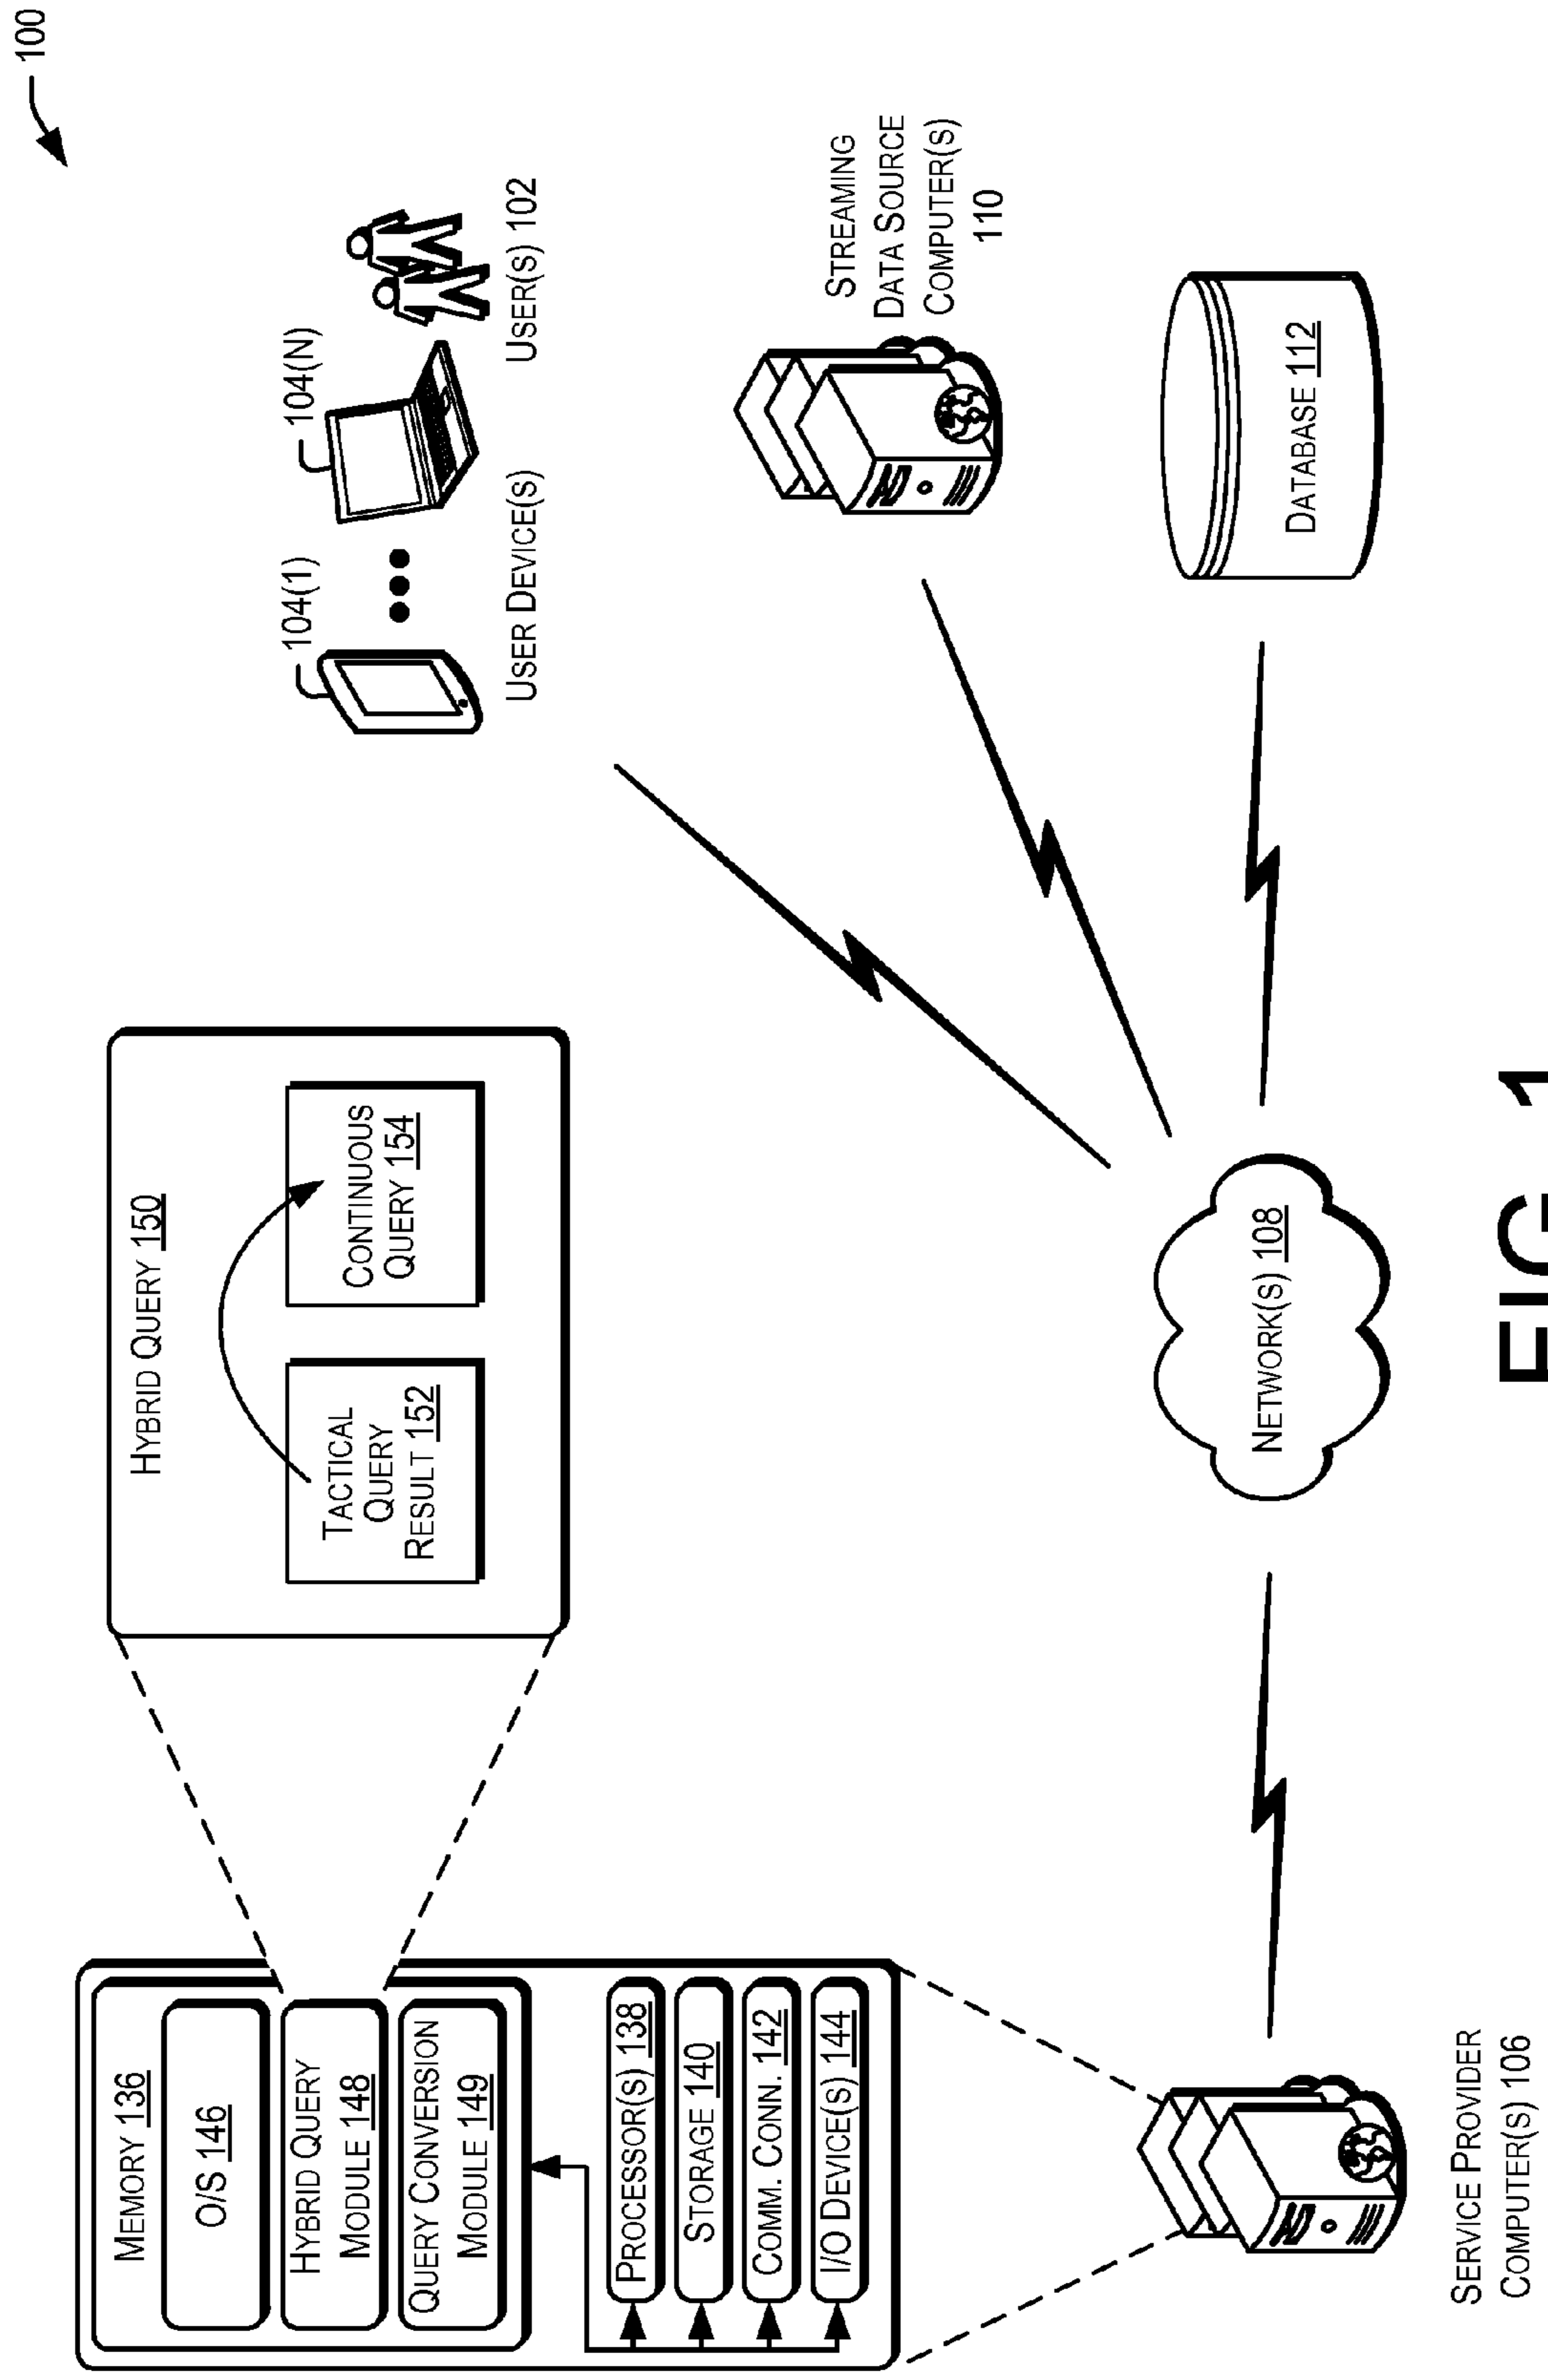 100
MEMORY 136
O/S 146
HYBRID QUERY
MODULE 148
QUERY CONVERSION
MODULE 149
PROCESSOR(S) 138
STORAGE 140
COMM. CONN. 142
I/O DEVICE(S) 144
HYBRID QUERY 150
TACTICAL
QUERY
RESULT 152
CONTINUOUS
QUERY 154
104(1)
104(N)
USER DEVICE(S)
USER(S) 102
STREAMING
DATA SOURCE
COMPUTER(S)
110
DATABASE 112
NETWORK(S) 108
SERVICE PROVIDER
COMPUTER(S) 106
FIG. 1